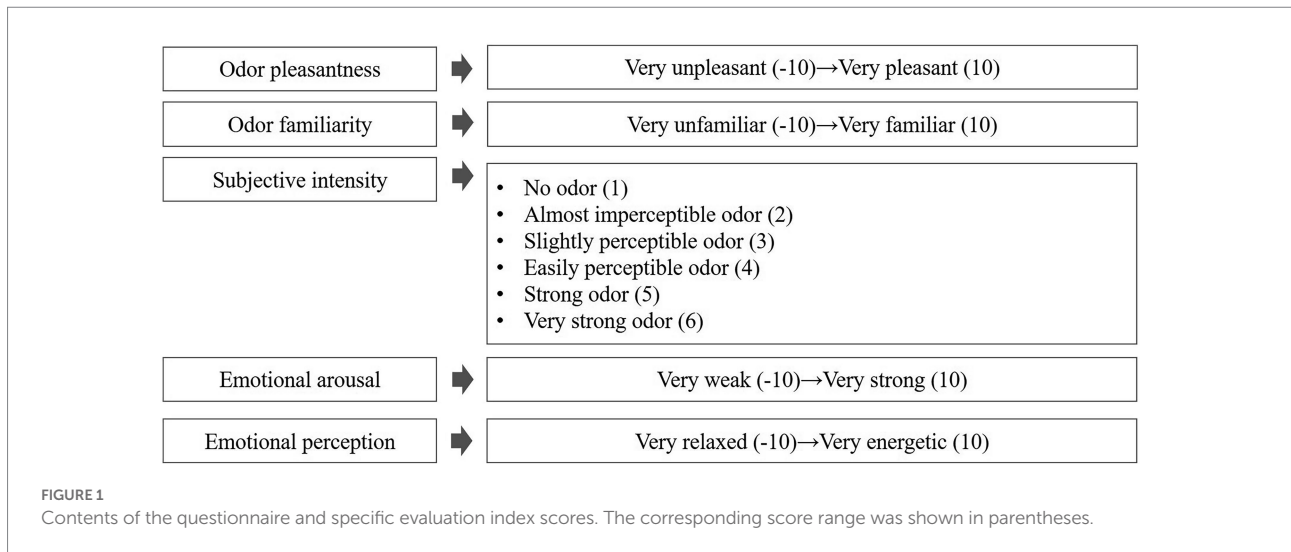 Odor pleasantness
Very unpleasant (-10)→Very pleasant (10)
Odor familiarity
Very unfamiliar (-10)→Very familiar (10)
Subjective intensity
• No odor (1)
• Almost imperceptible odor (2)
• Slightly perceptible odor (3)
• Easily perceptible odor (4)
• Strong odor (5)
• Very strong odor (6)
Emotional arousal
Very weak (-10)→Very strong (10)
Emotional perception
Very relaxed (-10)→Very energetic (10)
FIGURE 1
Contents of the questionnaire and specific evaluation index scores. The corresponding score range was shown in parentheses.